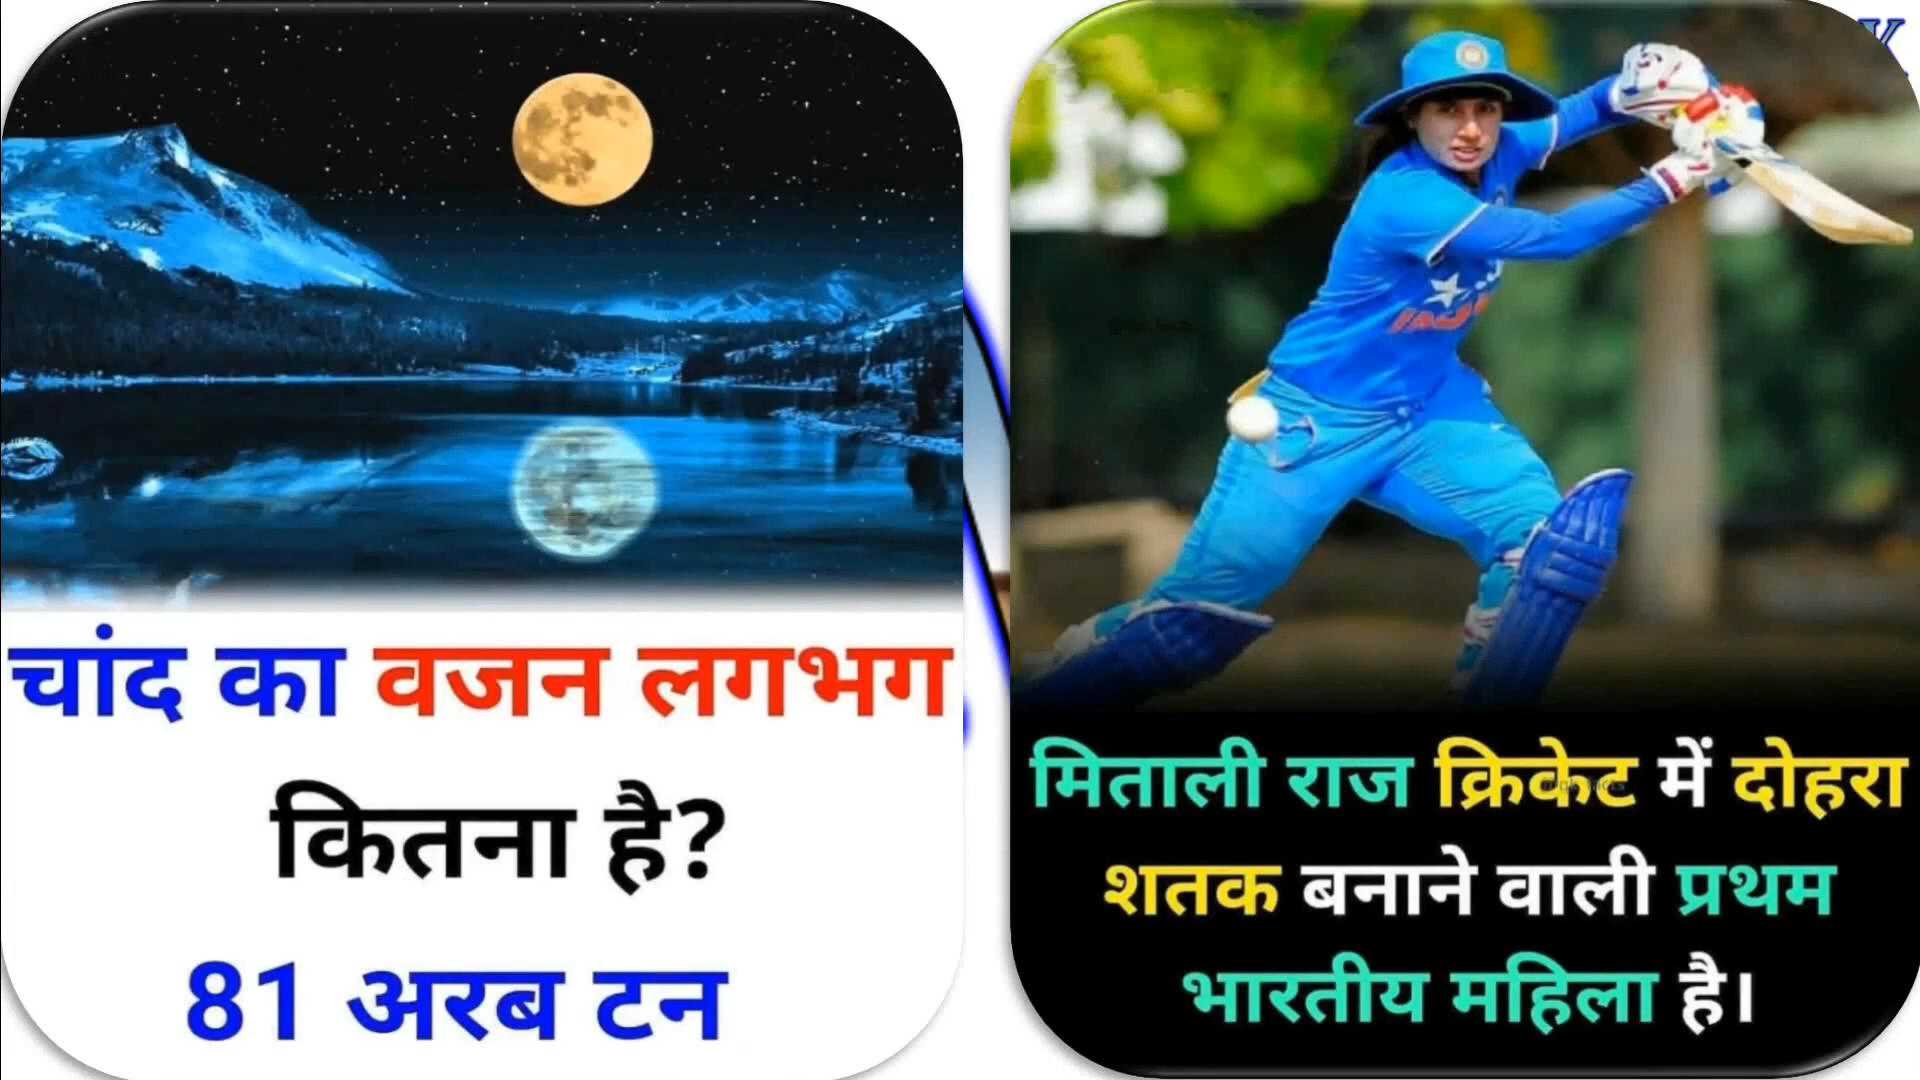 चांद का वजन लगभग
कितना है?
81 अरब टन
मिताली राज क्रिकेट में दोहरा
शतक बनाने वाली प्रथम
भारतीय महिला है।